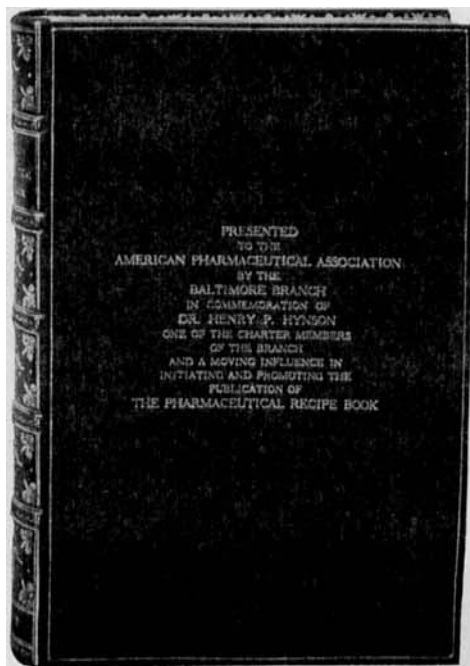 PRESENTED
TO THE
AMERICAN PHARMACEUTICAL ASSOCIATION
BY THE
BALTIMORE BRANCH
IN COMMEMORATION OF
DR. HENRY P. HYNSON
ONE OF THE CHARTER MEMBERS
OF THE BRANCH
AND A MOVING INFLUENCE IN
INITIATING AND PROMOTING THE
PUBLICATION OF
THE PHARMACEUTICAL RECIPE BOOK